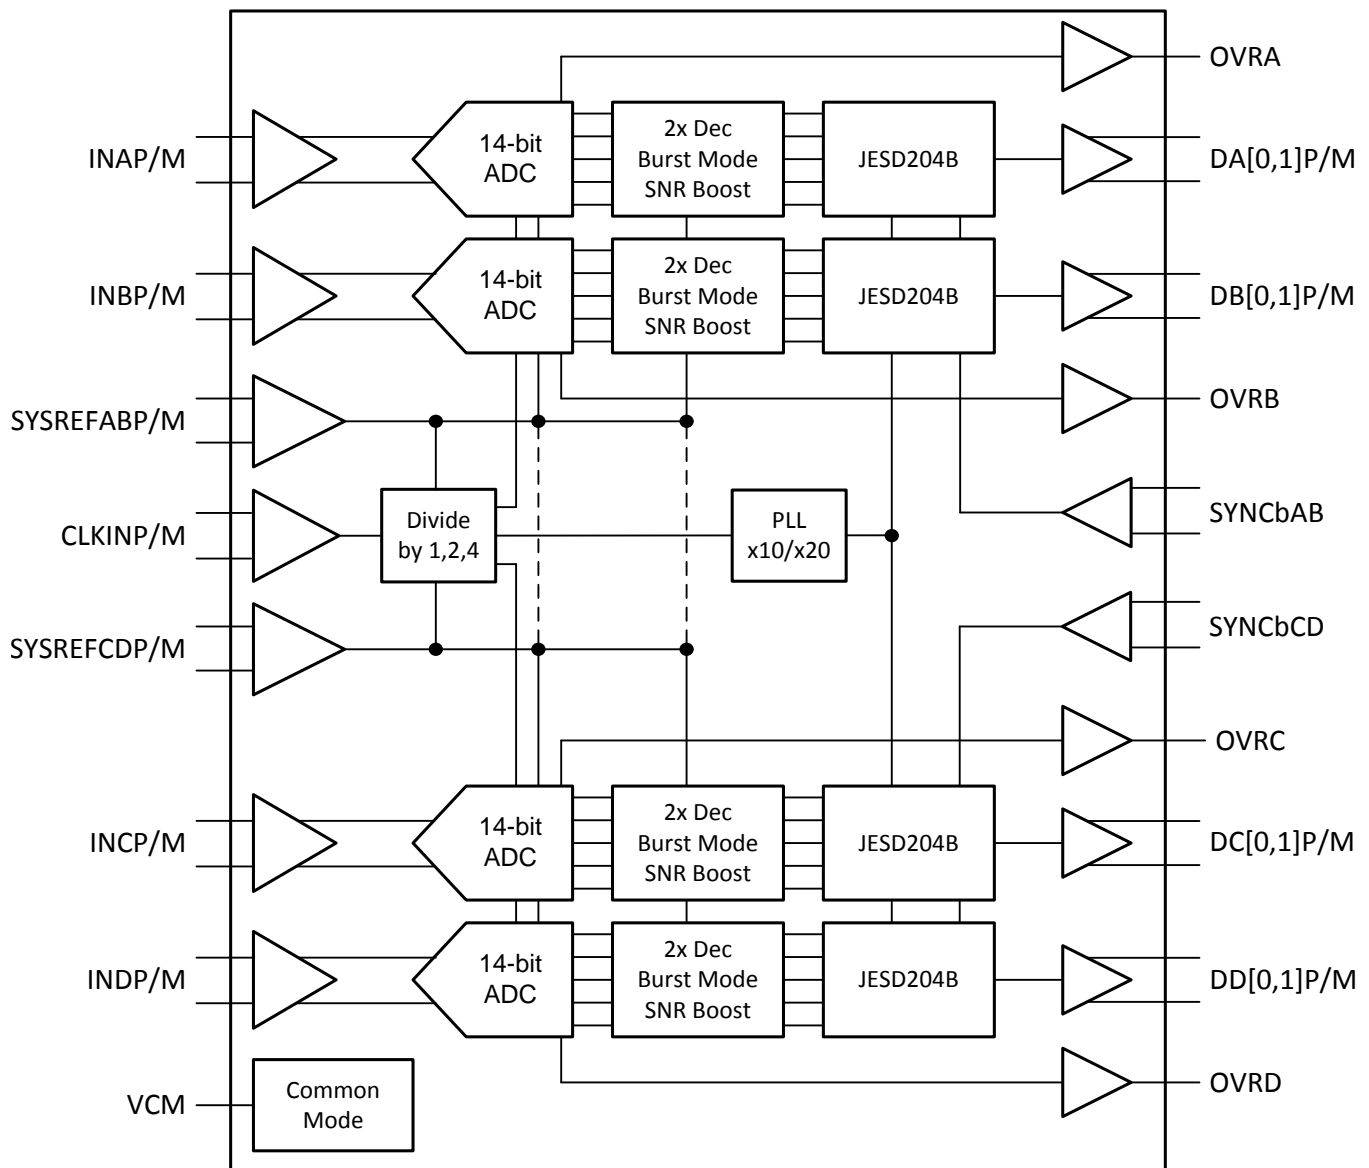 OVRA
INAP/M
14-bit
ADC
2x Dec
Burst Mode
SNR Boost
JESD204B
DA[0,1]P/M
INBP/M
14-bit
ADC
2x Dec
Burst Mode
SNR Boost
JESD204B
DB[0,1]P/M
SYSREFABP/M
OVRB
CLKINP/M
Divide
by 1,2,4
PLL
x10/x20
SYNCbAB
SYSREFCDP/M
SYNCbCD
OVRC
INCP/M
14-bit
ADC
2x Dec
Burst Mode
SNR Boost
JESD204B
DC[0,1]P/M
INDP/M
14-bit
ADC
2x Dec
Burst Mode
SNR Boost
JESD204B
DD[0,1]P/M
VCM
Common
Mode
OVRD